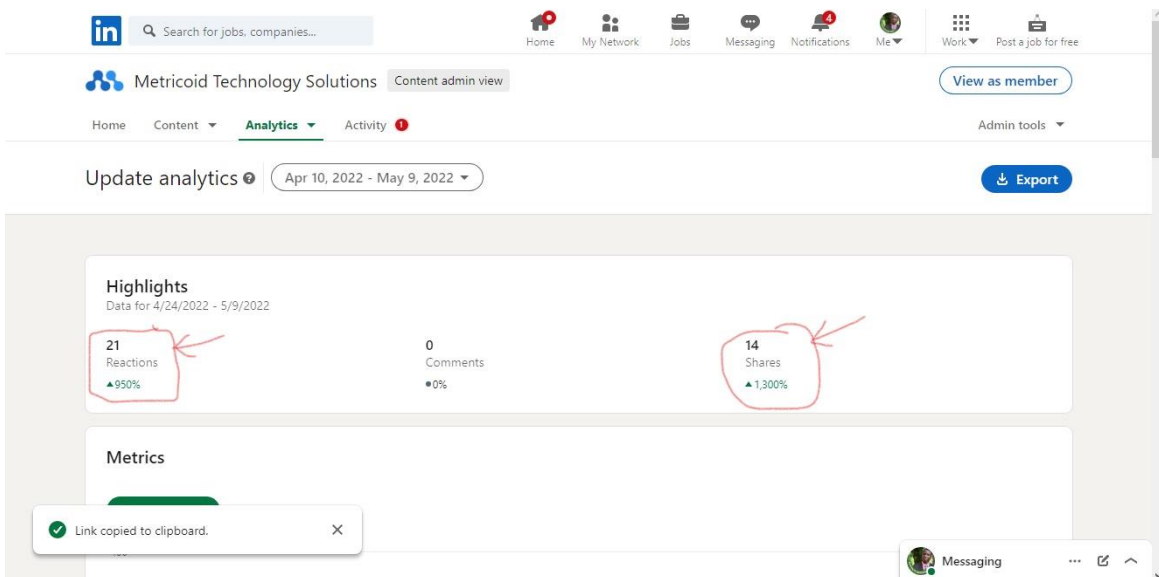 in
Search for jobs, companies...
Home
My Network
Jobs
Messaging
4
Notifications
Me
Work
Post a job for free
Metricoid Technology Solutions
Content admin view
View as member
Home
Content
Analytics
Activity 1
Admin tools
Update analytics
Apr 10, 2022 - May 9, 2022
Export
Highlights
Data for 4/24/2022 - 5/9/2022
21
Reactions
▲950%
0
Comments
●0%
14
Shares
▲1,300%
Metrics
Link copied to clipboard.
Messaging